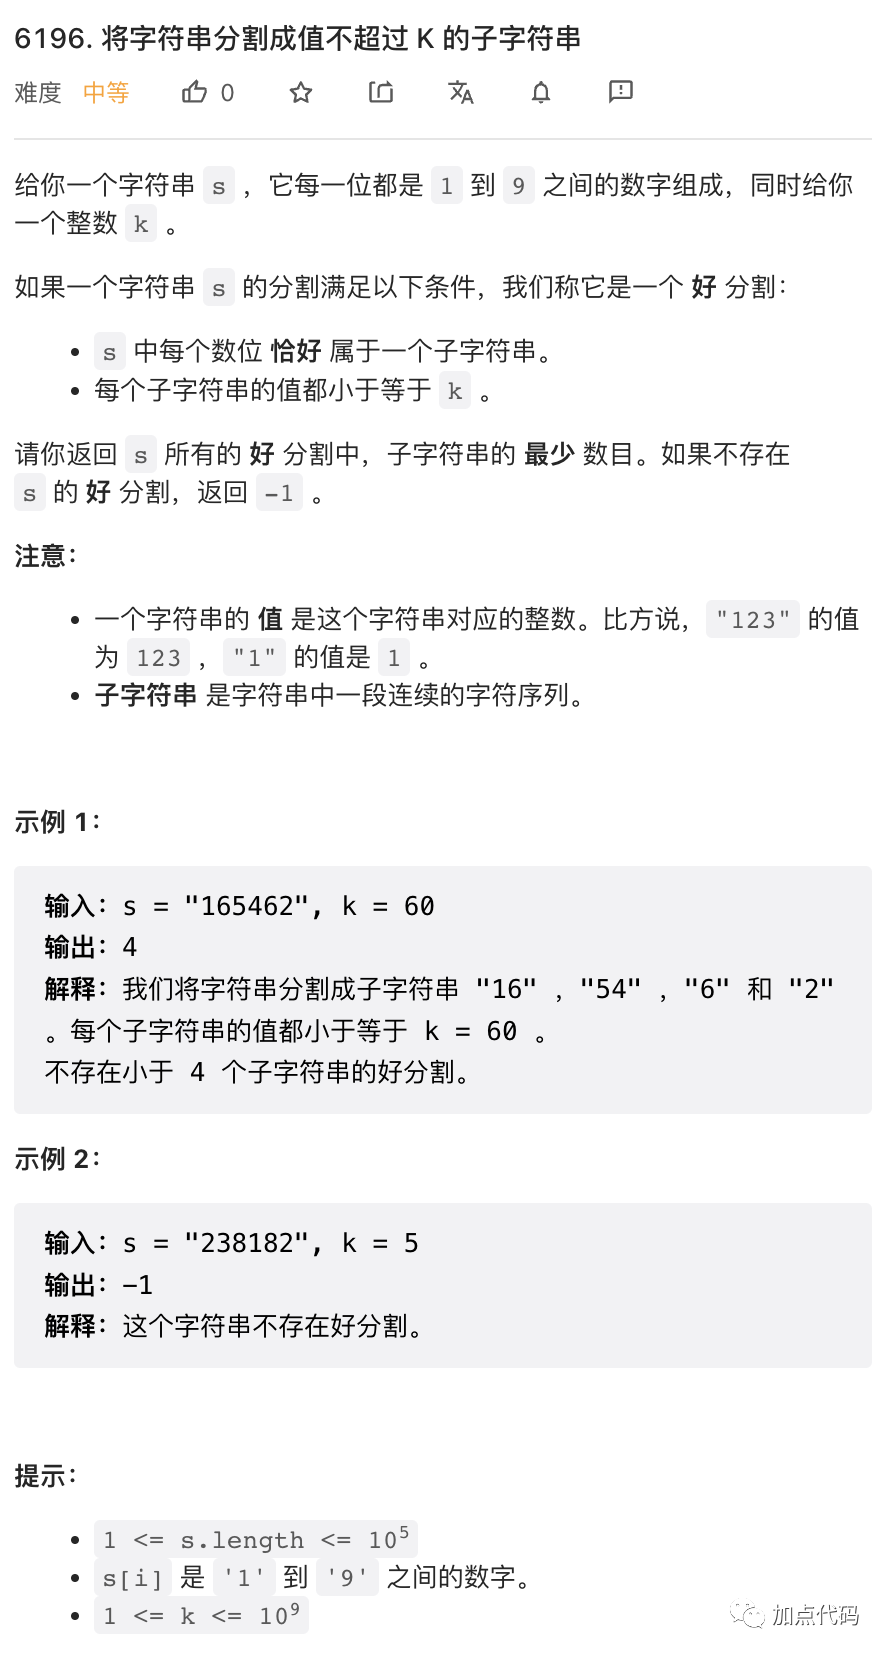 6196. 将字符串分割成值不超过 K 的子字符串
难度 中等 0
给你一个字符串 s ，它每一位都是 1 到 9 之间的数字组成，同时给你
一个整数 k 。
如果一个字符串 s 的分割满足以下条件，我们称它是一个 好 分割：
• s 中每个数位 恰好 属于一个子字符串。
• 每个子字符串的值都小于等于 k 。
请你返回 s 所有的 好 分割中，子字符串的 最少 数目。如果不存在
s 的 好 分割，返回 -1 。
注意：
• 一个字符串的 值 是这个字符串对应的整数。比方说， "123" 的值
为 123 ， "1" 的值是 1 。
• 子字符串 是字符串中一段连续的字符序列。
示例 1：
输入：s = "165462", k = 60
输出：4
解释：我们将字符串分割成子字符串 "16" ，"54" ，"6" 和 "2"
。每个子字符串的值都小于等于 k = 60 。
不存在小于 4 个子字符串的好分割。
示例 2：
输入：s = "238182", k = 5
输出：-1
解释：这个字符串不存在好分割。
提示：
• 1 <= s.length <= 10⁵
• s[i] 是 '1' 到 '9' 之间的数字。
• 1 <= k <= 10⁹
加点代码